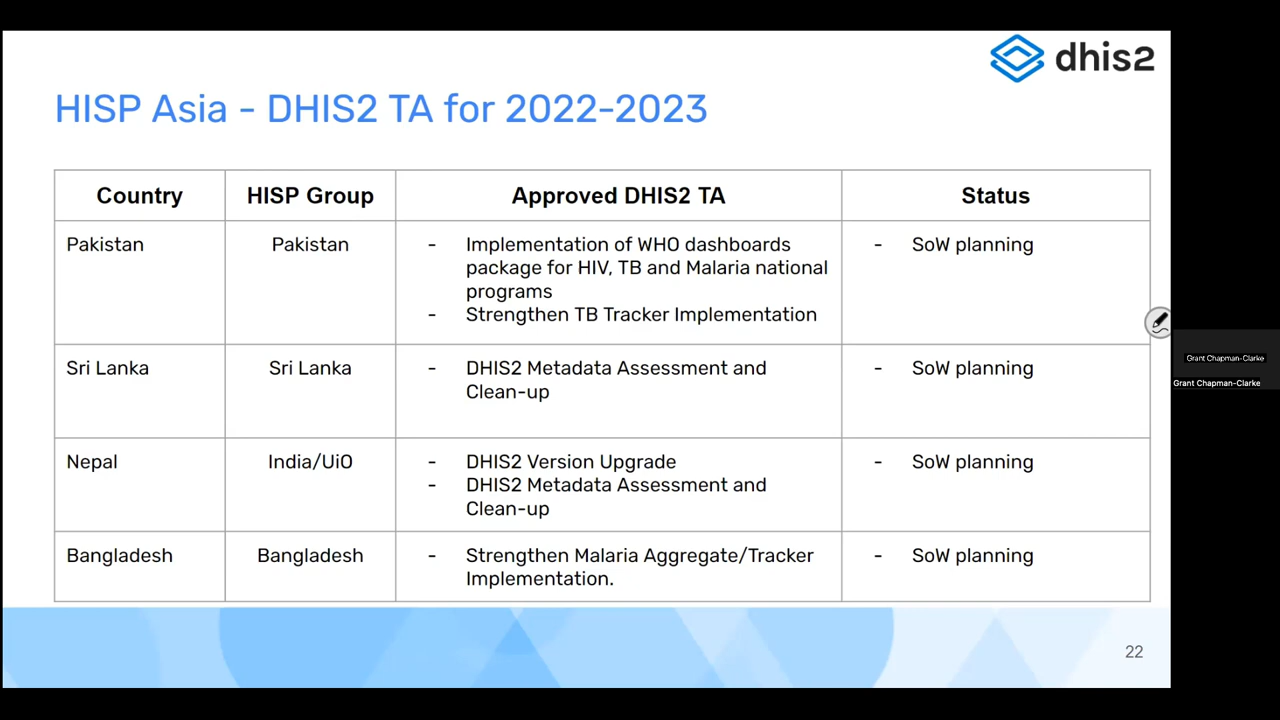 dhis2
HISP Asia - DHIS2 TA for 2022-2023
Country
HISP Group
Approved DHIS2 TA
Status
Pakistan
Pakistan
- Implementation of WHO dashboards
package for HIV, TB and Malaria national
programs
- Strengthen TB Tracker Implementation
- SoW planning
Sri Lanka
Sri Lanka
- DHIS2 Metadata Assessment and
Clean-up
- SoW planning
Nepal
India/UiO
- DHIS2 Version Upgrade
- DHIS2 Metadata Assessment and
Clean-up
- SoW planning
Bangladesh
Bangladesh
- Strengthen Malaria Aggregate/Tracker
Implementation.
- SoW planning
22
Grant Chapman-Clarke
Grant Chapman-Clarke